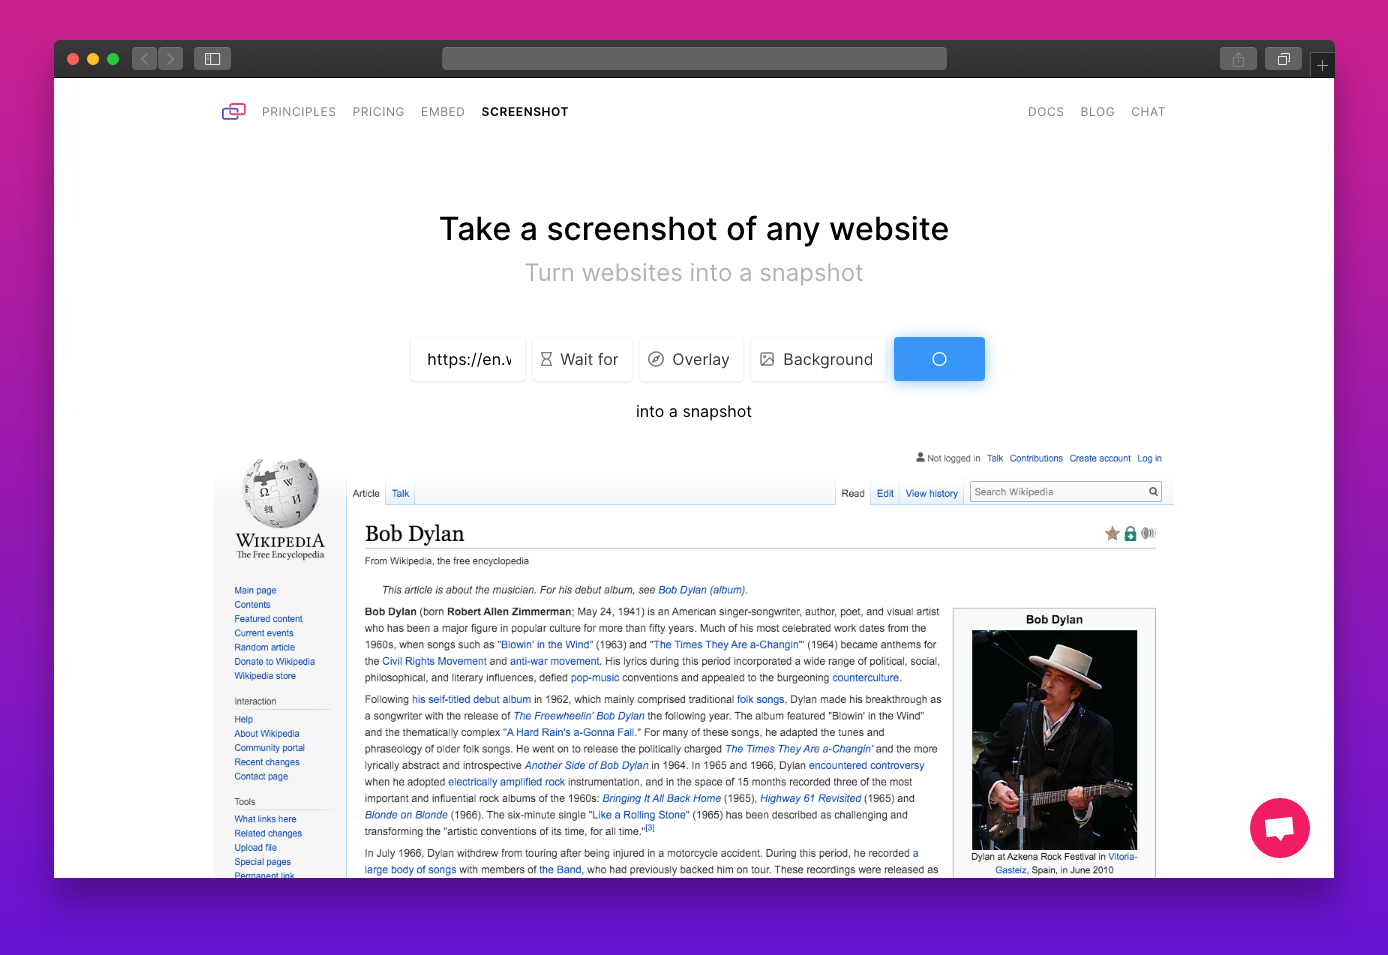 PRINCIPLES PRICING EMBED SCREENSHOT DOCS BLOG CHAT
Take a screenshot of any website
Turn websites into a snapshot
https://en.v Wait for Overlay Background
into a snapshot
Not logged in Talk Contributions Create account Log in
Article Talk Read Edit View history Search Wikipedia
WIKIPEDIA
The Free Encyclopedia
Main page
Contents
Featured content
Current events
Random article
Donate to Wikipedia
Wikipedia store
Interaction
Help
About Wikipedia
Community portal
Recent changes
Contact page
Tools
What links here
Related changes
Upload file
Special pages
Permanent link
Bob Dylan
From Wikipedia, the free encyclopedia
This article is about the musician. For his debut album, see Bob Dylan (album).
Bob Dylan (born Robert Allen Zimmerman; May 24, 1941) is an American singer-songwriter, author, poet, and visual artist
who has been a major figure in popular culture for more than fifty years. Much of his most celebrated work dates from the
1960s, when songs such as "Blowin' in the Wind" (1963) and "The Times They Are a-Changin'" (1964) became anthems for
the Civil Rights Movement and anti-war movement. His lyrics during this period incorporated a wide range of political, social,
philosophical, and literary influences, defied pop-music conventions and appealed to the burgeoning counterculture.
Following his self-titled debut album in 1962, which mainly comprised traditional folk songs, Dylan made his breakthrough as
a songwriter with the release of The Freewheelin' Bob Dylan the following year. The album featured "Blowin' in the Wind"
and the thematically complex "A Hard Rain's a-Gonna Fall." For many of these songs, he adapted the tunes and
phraseology of older folk songs. He went on to release the politically charged The Times They Are a-Changin' and the more
lyrically abstract and introspective Another Side of Bob Dylan in 1964. In 1965 and 1966, Dylan encountered controversy
when he adopted electrically amplified rock instrumentation, and in the space of 15 months recorded three of the most
important and influential rock albums of the 1960s: Bringing It All Back Home (1965), Highway 61 Revisited (1965) and
Blonde on Blonde (1966). The six-minute single "Like a Rolling Stone" (1965) has been described as challenging and
transforming the "artistic conventions of its time, for all time."[3]
In July 1966, Dylan withdrew from touring after being injured in a motorcycle accident. During this period, he recorded a
large body of songs with members of the Band, who had previously backed him on tour. These recordings were released as
Bob Dylan
Dylan at Azkena Rock Festival in Vitoria-
Gasteiz, Spain, in June 2010